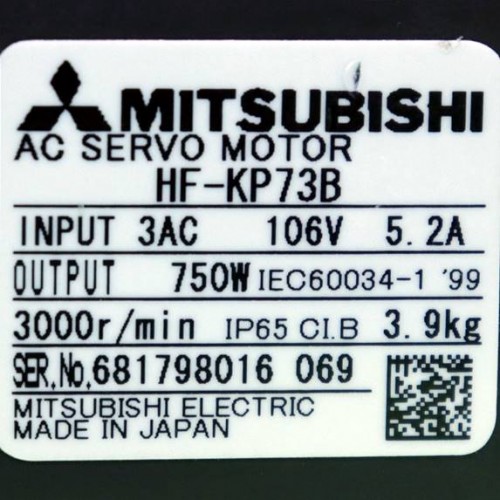 MITSUBISHI
AC SERVO MOTOR
HF-KP73B
INPUT 3AC 106V 5.2A
OUTPUT 750W IEC60034-1 '99
3000r/min IP65 CI.B 3.9kg
SER.No.681798016 069
MITSUBISHI ELECTRIC
MADE IN JAPAN